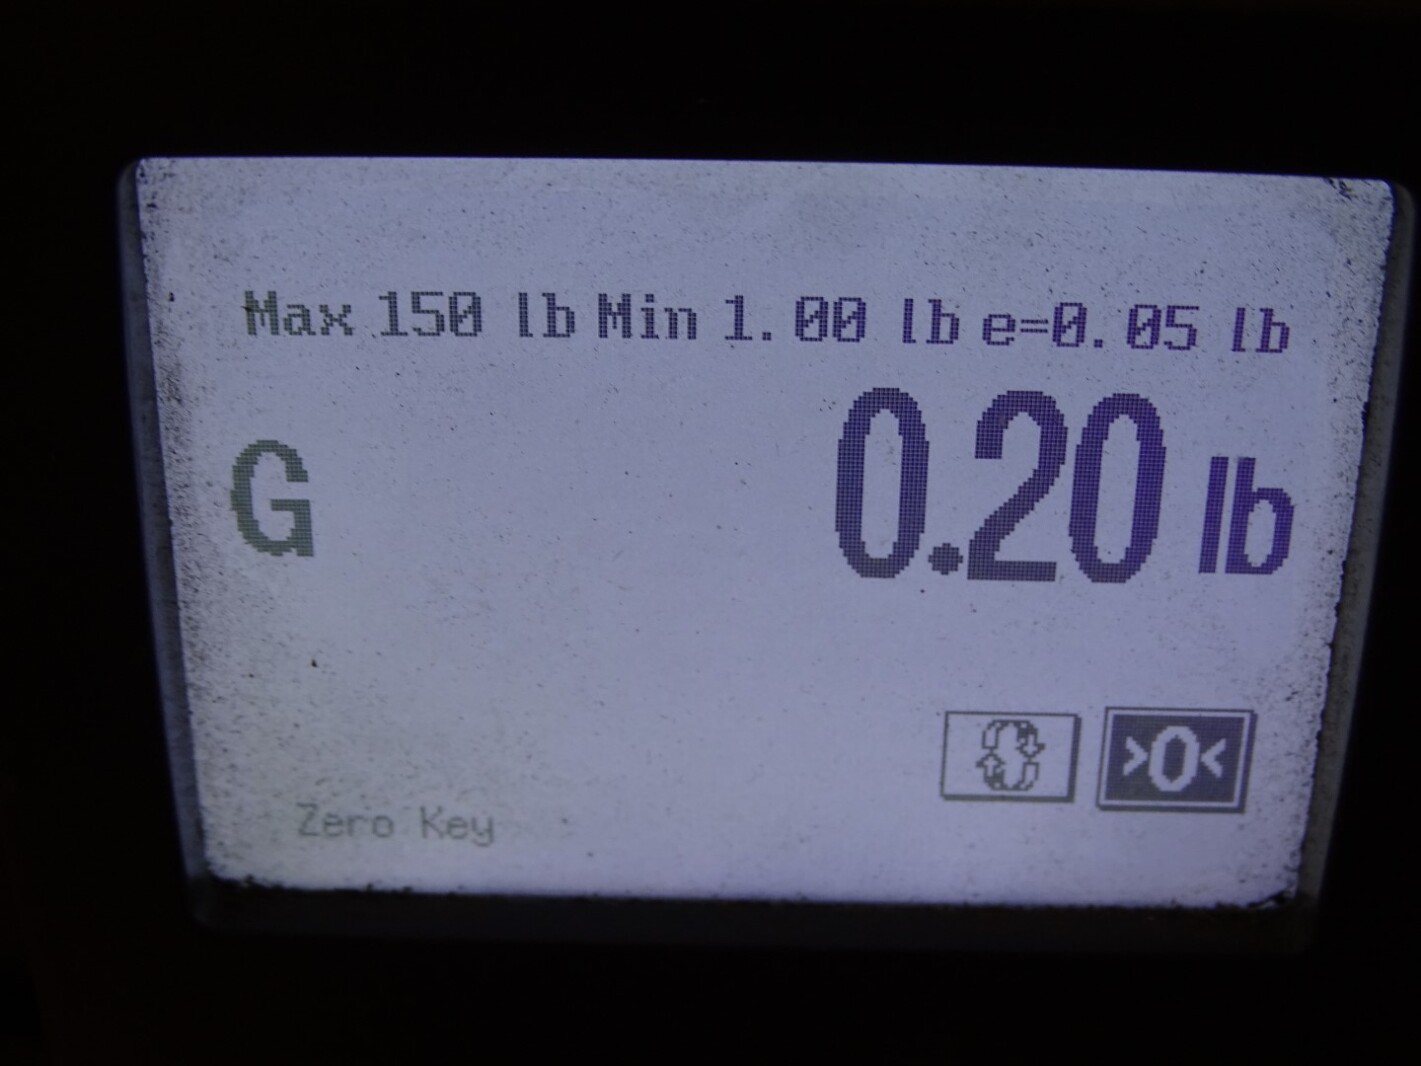 Max 150 lb Min 1.00 lb e=0.05 lb
G 0.20 lb
>0<
Zero Key